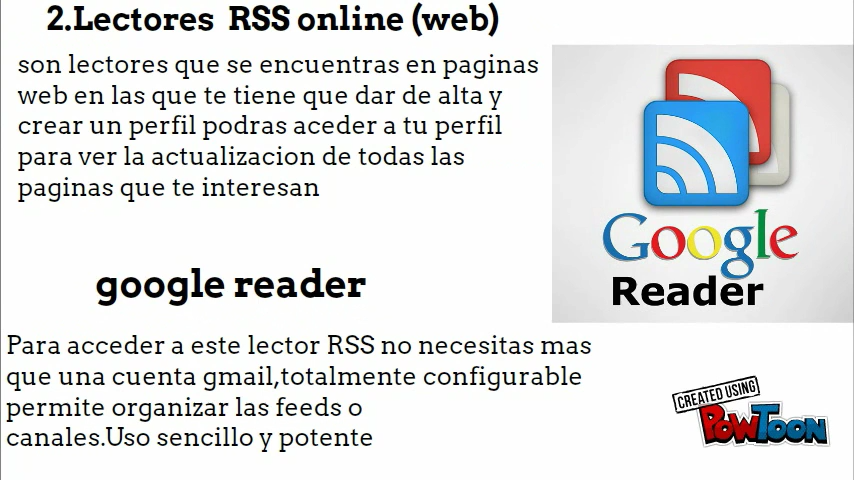 2.Lectores RSS online (web)
son lectores que se encuentras en paginas
web en las que te tiene que dar de alta y
crear un perfil podras aceder a tu perfil
para ver la actualizacion de todas las
paginas que te interesan
Google
Reader
google reader
Para acceder a este lector RSS no necesitas mas
que una cuenta gmail,totalmente configurable
permite organizar las feeds o
canales.Uso sencillo y potente
CREATED USING
POWTOON